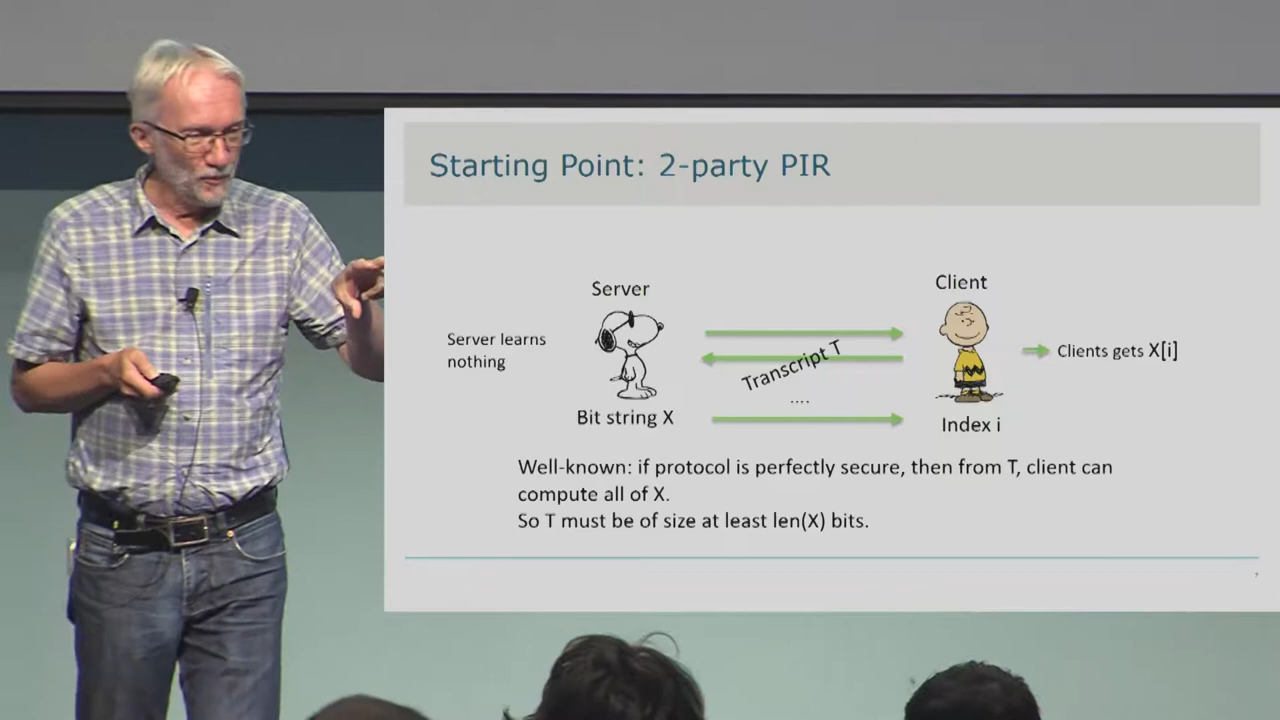 Starting Point: 2-party PIR
Server
Client
Server learns
nothing
Transcript T
....
Clients gets X[i]
Bit string X
Index i
Well-known: if protocol is perfectly secure, then from T, client can
compute all of X.
So T must be of size at least len(X) bits.